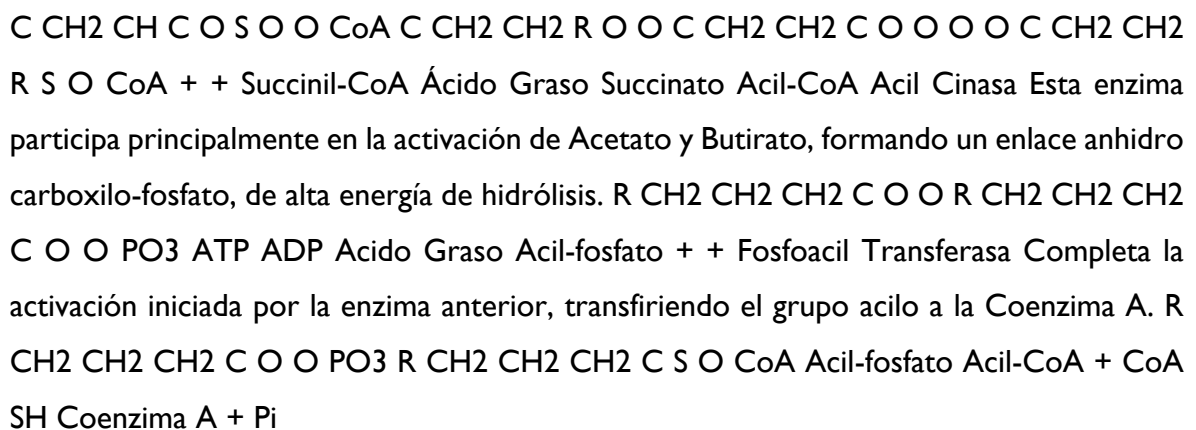 C CH2 CH C O S O O CoA C CH2 CH2 R O O C CH2 CH2 C O O O O C CH2 CH2
R S O CoA + + Succinil-CoA Ácido Graso Succinato Acil-CoA Acil Cinasa Esta enzima
participa principalmente en la activación de Acetato y Butirato, formando un enlace anhidro
carboxilo-fosfato, de alta energía de hidrólisis. R CH2 CH2 CH2 C O O R CH2 CH2 CH2
C O O PO3 ATP ADP Acido Graso Acil-fosfato + + Fosfoacil Transferasa Completa la
activación iniciada por la enzima anterior, transfiriendo el grupo acilo a la Coenzima A. R
CH2 CH2 CH2 C O O PO3 R CH2 CH2 CH2 C S O CoA Acil-fosfato Acil-CoA + CoA
SH Coenzima A + Pi